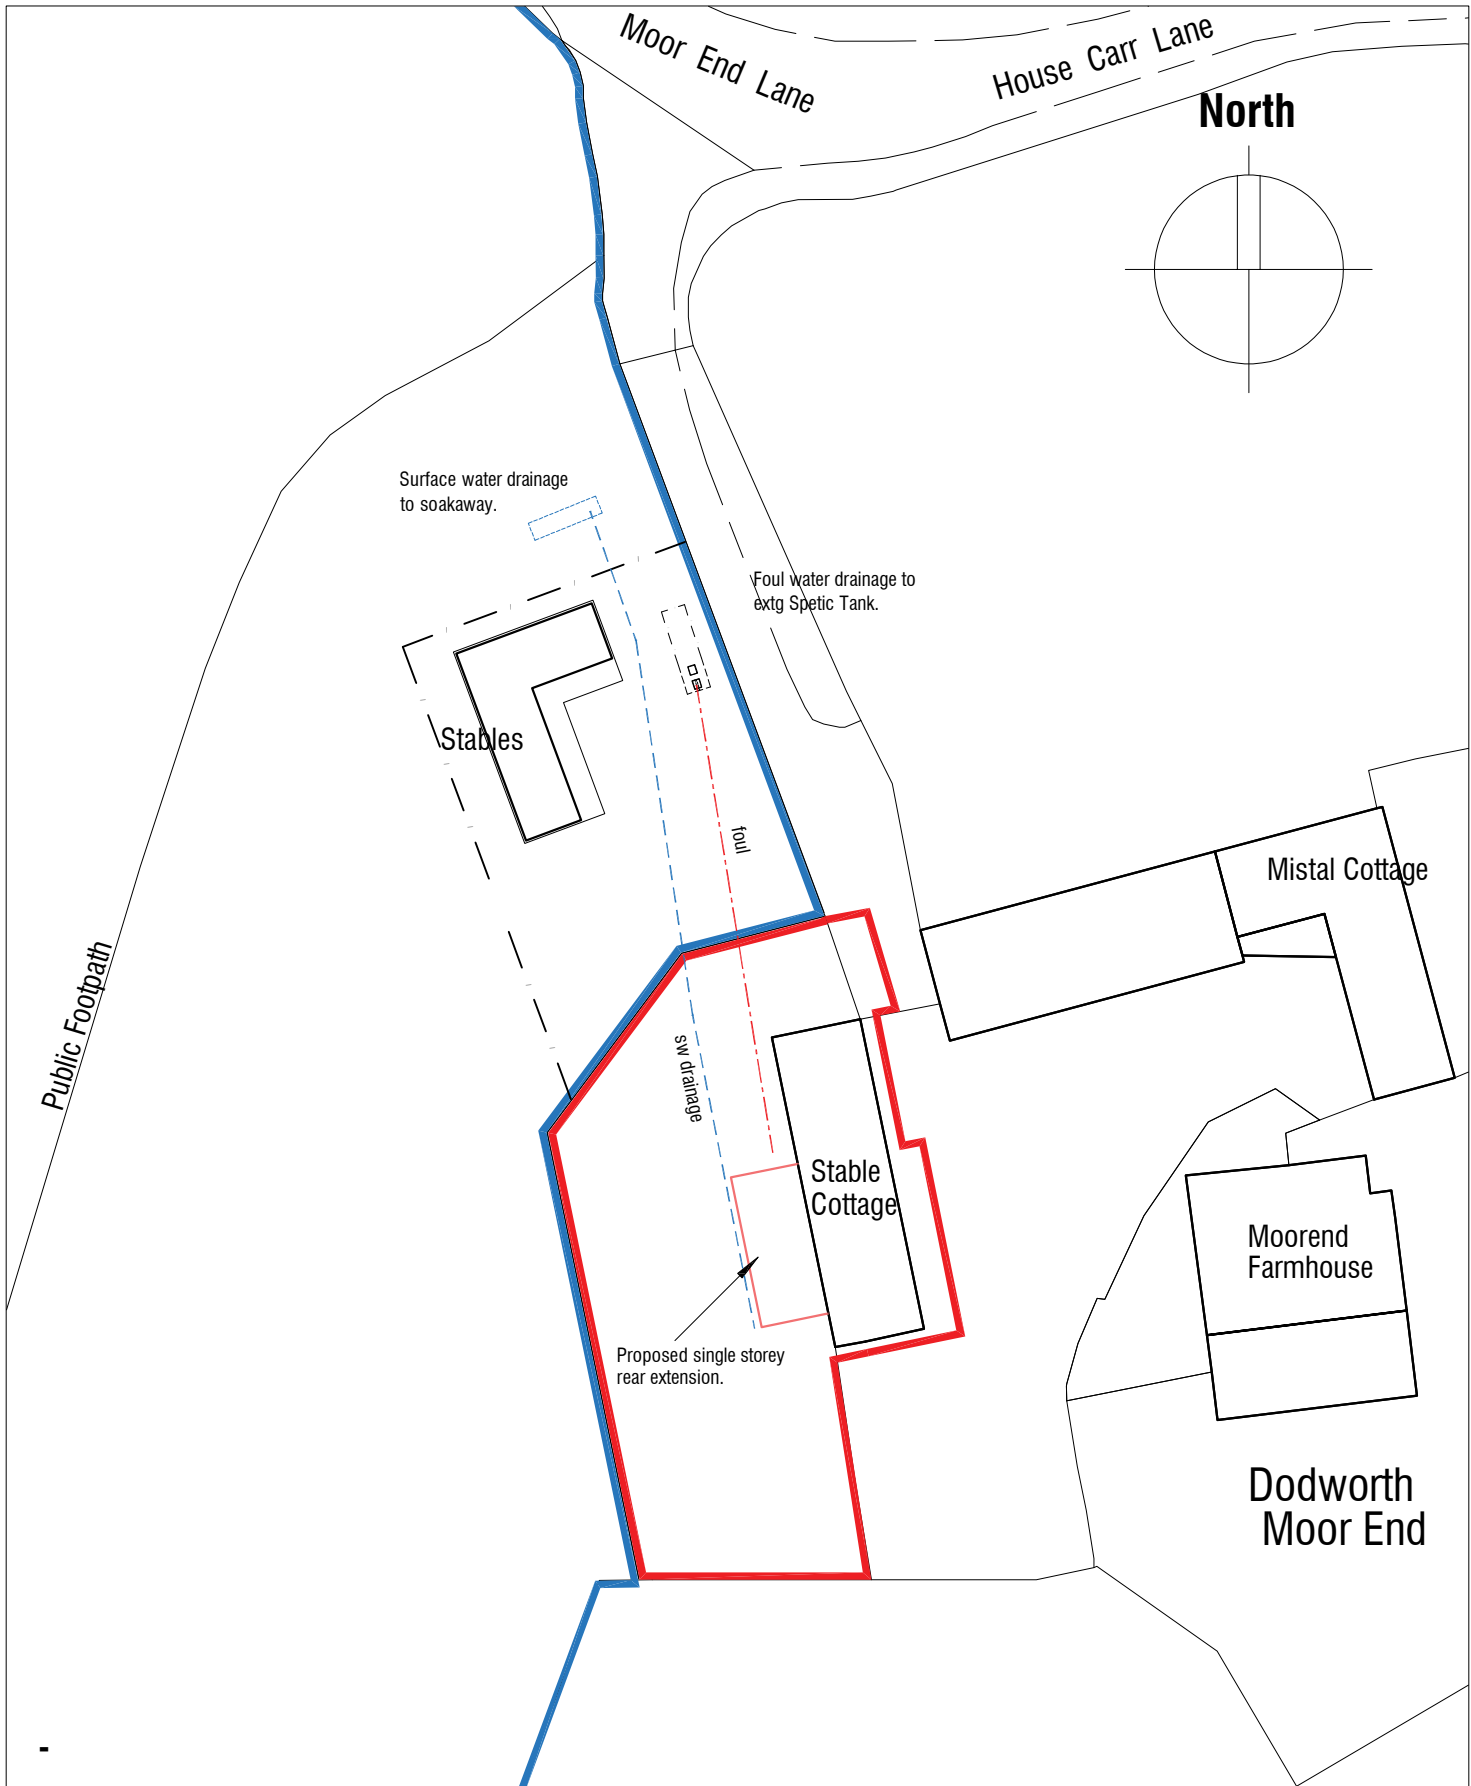 Moor End Lane
House Carr Lane
North
Surface water drainage
to soakaway.
Foul water drainage to
extg Spetic Tank.
Stables
foul
Mistal Cottage
Public Footpath
sw drainage
Stable
Cottage
Moorend
Farmhouse
Proposed single storey
rear extension.
Dodworth
Moor End
-